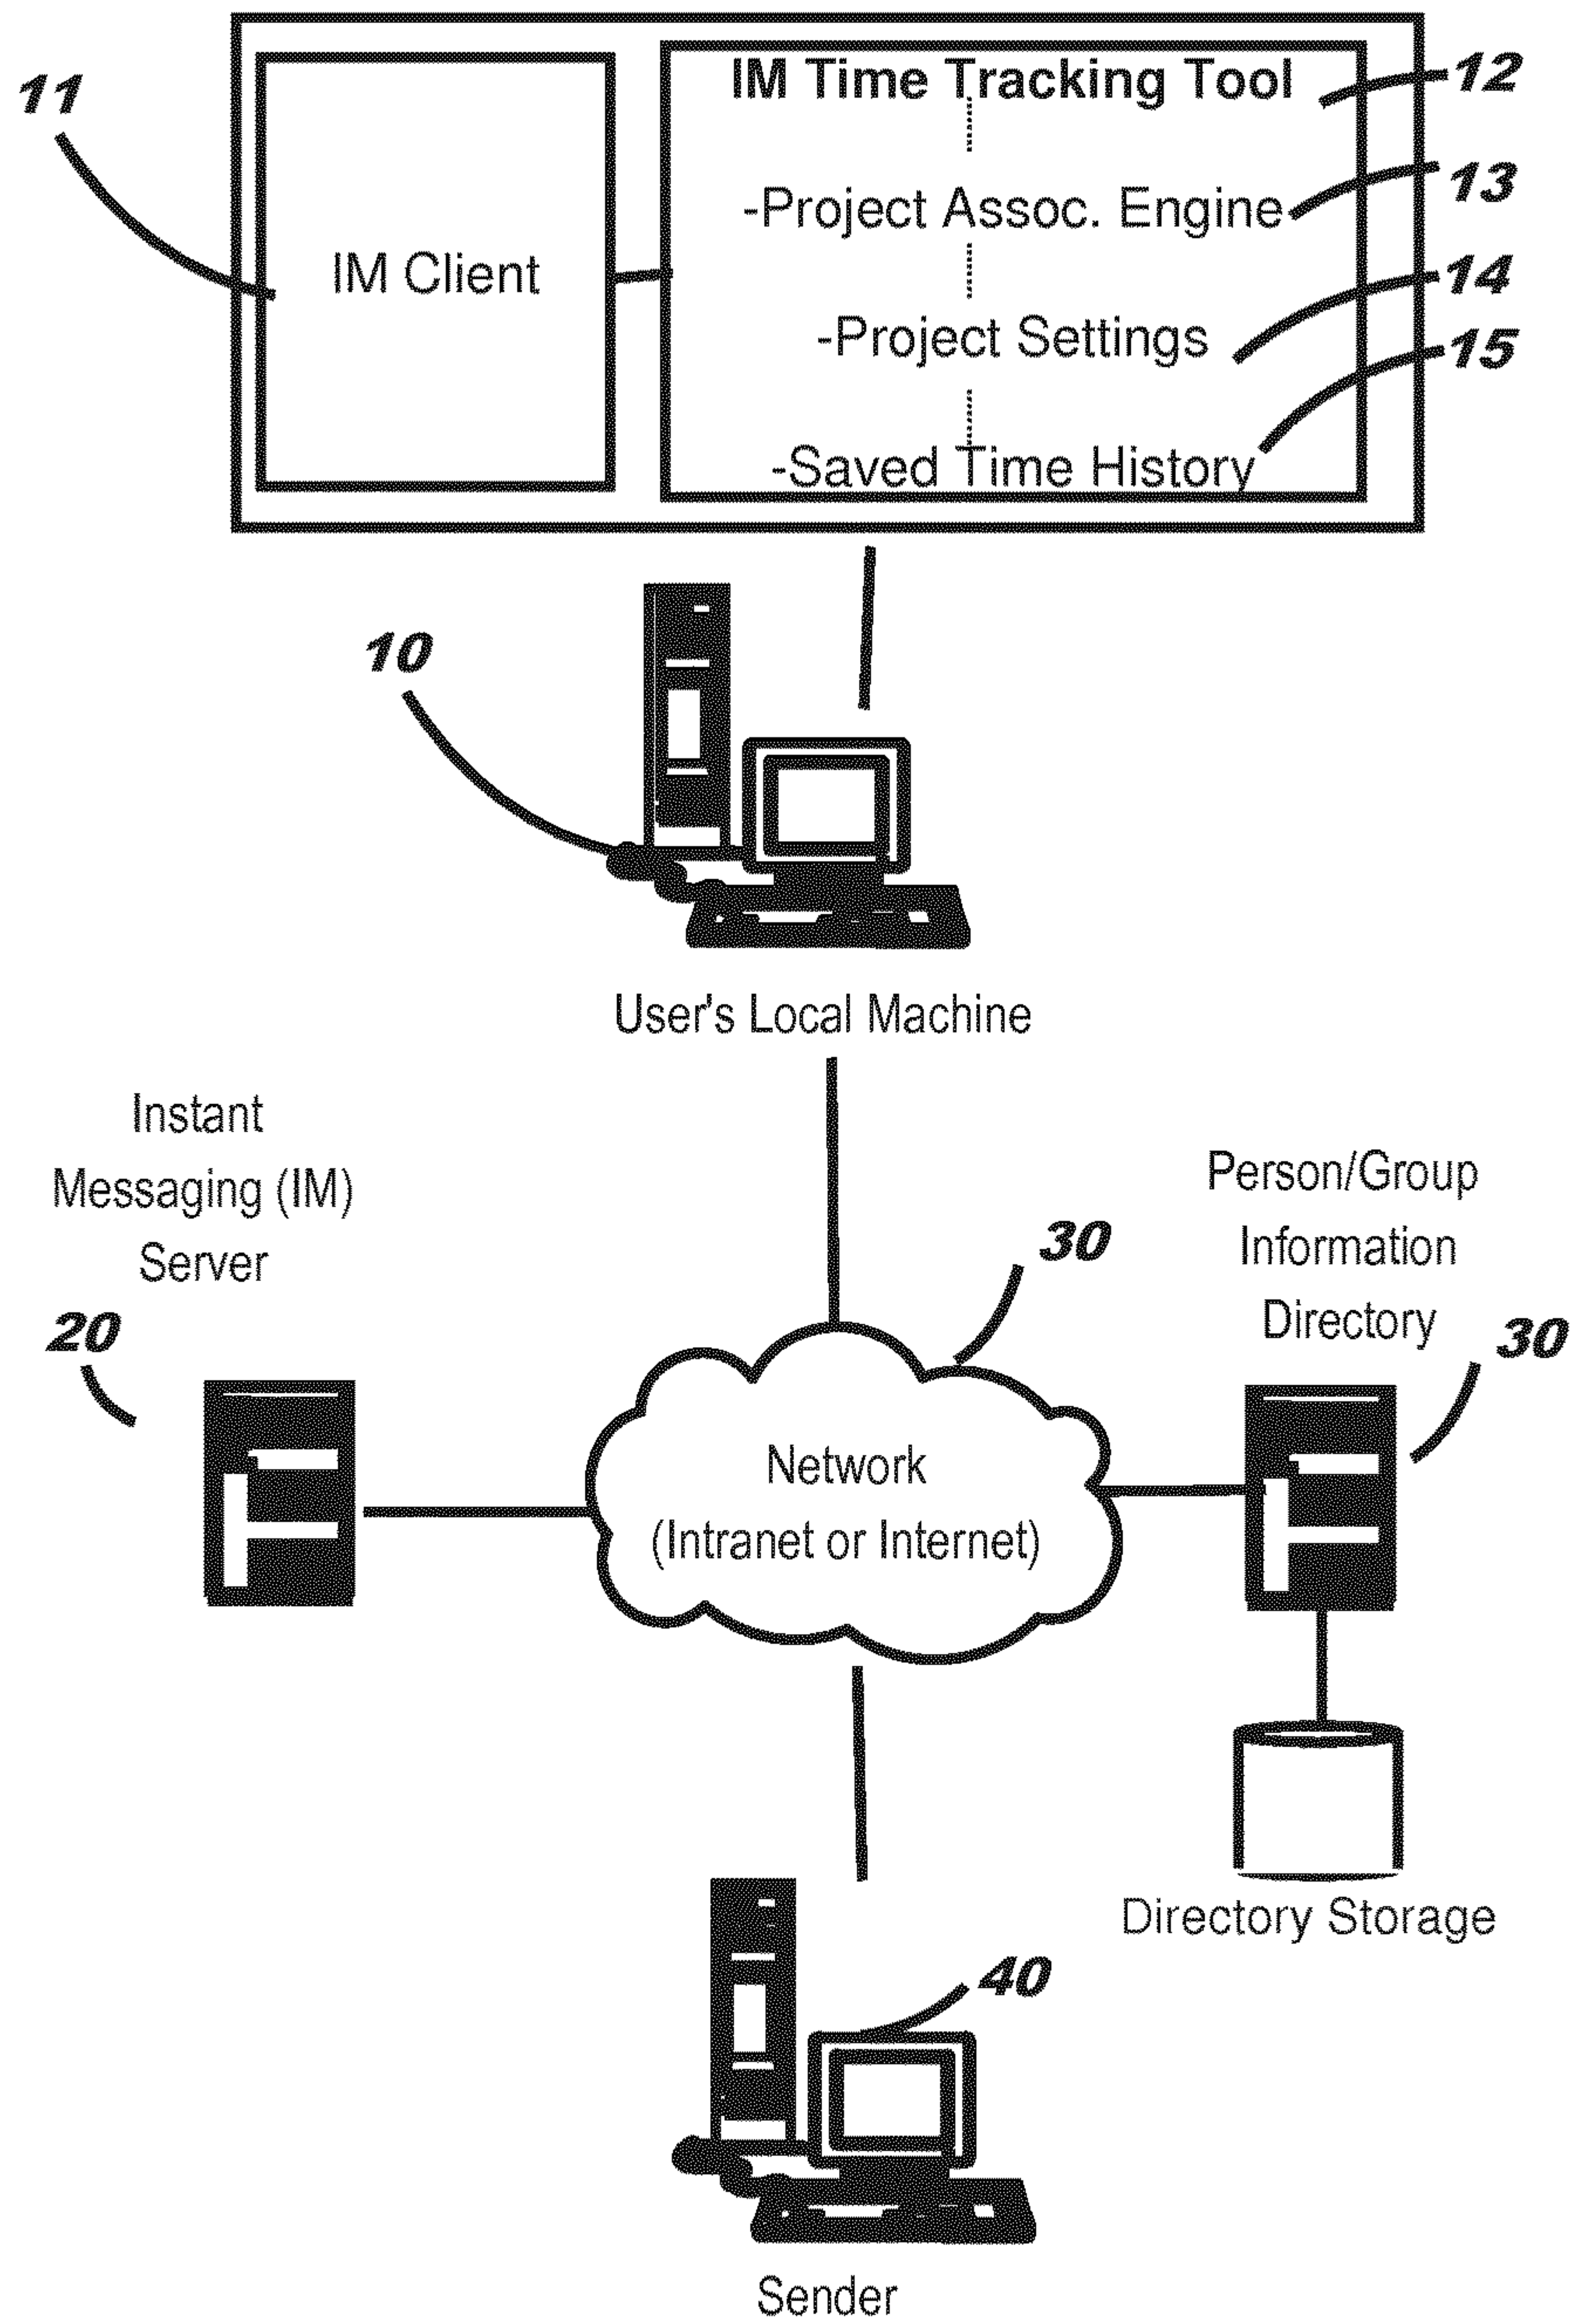 IM Time Tracking Tool
12
11
-Project Assoc. Engine
13
IM Client
-Project Settings
14
15
-Saved Time History
10
User's Local Machine
Instant
Messaging (IM)
Server
20
30
Person/Group
Information
Directory
30
Network
(Intranet or Internet)
Directory Storage
40
Sender